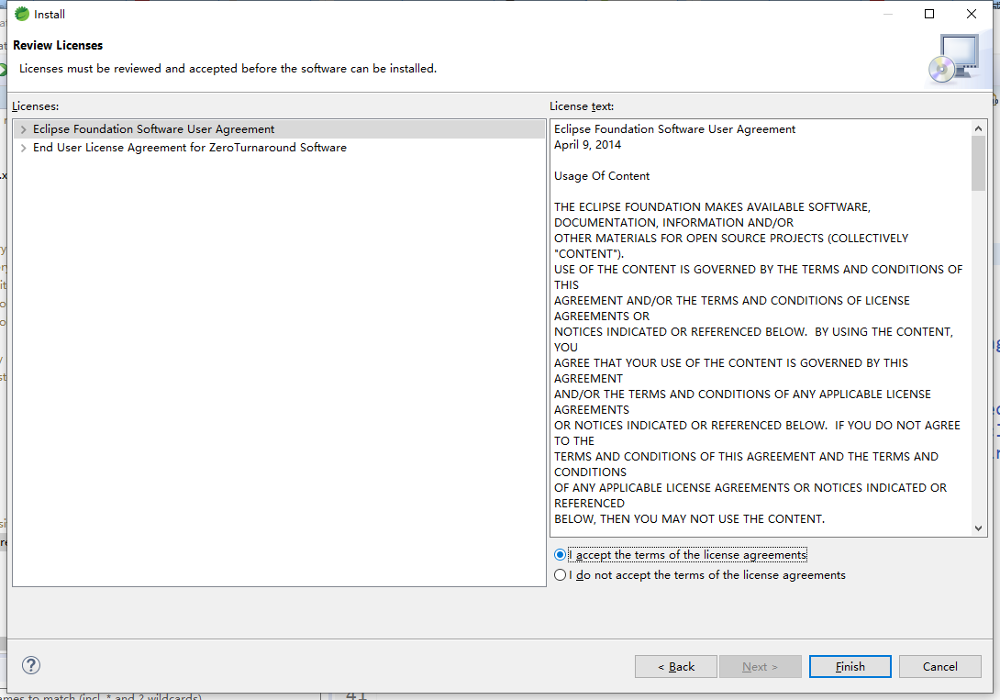 Install
Review Licenses
Licenses must be reviewed and accepted before the software can be installed.
Licenses:
Eclipse Foundation Software User Agreement
End User License Agreement for ZeroTurnaround Software
License text:
Eclipse Foundation Software User Agreement
April 9, 2014
Usage Of Content
THE ECLIPSE FOUNDATION MAKES AVAILABLE SOFTWARE,
DOCUMENTATION, INFORMATION AND/OR
OTHER MATERIALS FOR OPEN SOURCE PROJECTS (COLLECTIVELY
"CONTENT").
USE OF THE CONTENT IS GOVERNED BY THE TERMS AND CONDITIONS OF
THIS
AGREEMENT AND/OR THE TERMS AND CONDITIONS OF LICENSE
AGREEMENTS OR
NOTICES INDICATED OR REFERENCED BELOW.  BY USING THE CONTENT,
YOU
AGREE THAT YOUR USE OF THE CONTENT IS GOVERNED BY THIS
AGREEMENT
AND/OR THE TERMS AND CONDITIONS OF ANY APPLICABLE LICENSE
AGREEMENTS
OR NOTICES INDICATED OR REFERENCED BELOW.  IF YOU DO NOT AGREE
TO THE
TERMS AND CONDITIONS OF THIS AGREEMENT AND THE TERMS AND
CONDITIONS
OF ANY APPLICABLE LICENSE AGREEMENTS OR NOTICES INDICATED OR
REFERENCED
BELOW, THEN YOU MAY NOT USE THE CONTENT.
I accept the terms of the license agreements
I do not accept the terms of the license agreements
?
< Back
Next >
Finish
Cancel
to match (incl. * and ? wildcards)
41